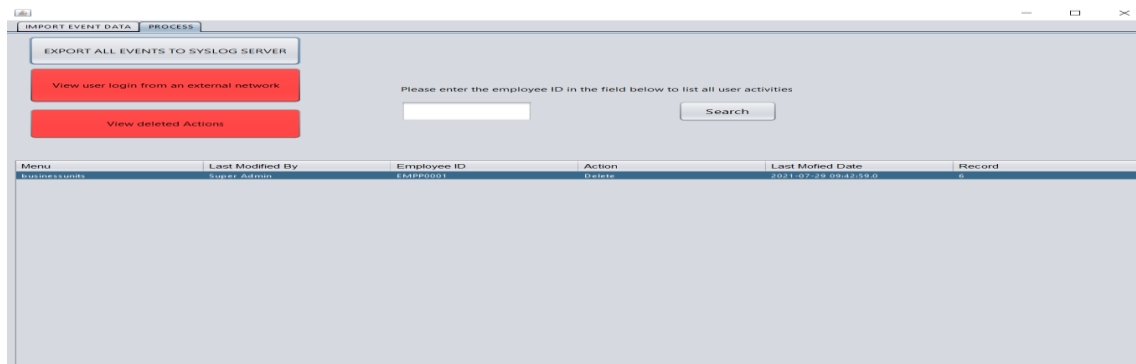 IMPORT EVENT DATA PROCESS
EXPORT ALL EVENTS TO SYSLOG SERVER
View user login from an external network
Please enter the employee ID in the field below to list all user activities
Search
View deleted Actions
Menu Last Modified By Employee ID Action Last Mofied Date Record
businessunits Super Admin EMPP0001 Delete 2021-07-29 09:42:59.0 6